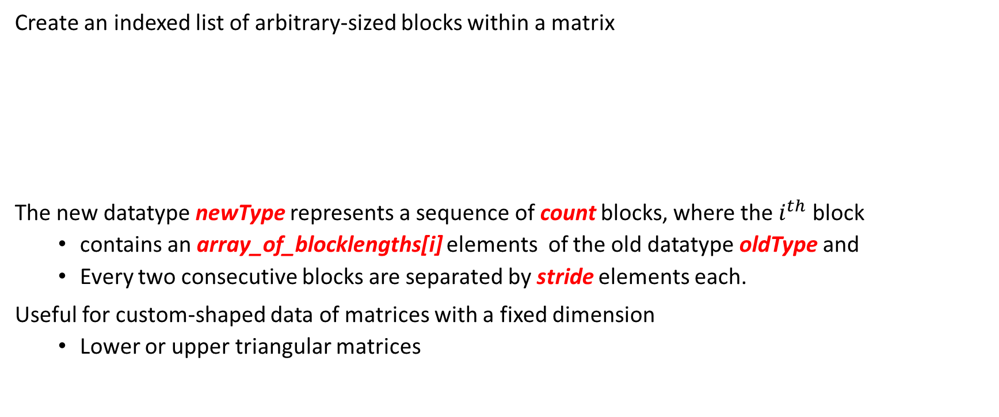 Create an indexed list of arbitrary-sized blocks within a matrix
The new datatype newType represents a sequence of count blocks, where the i^th block
• contains an array_of_blocklengths[i] elements  of the old datatype oldType and
• Every two consecutive blocks are separated by stride elements each.
Useful for custom-shaped data of matrices with a fixed dimension
• Lower or upper triangular matrices